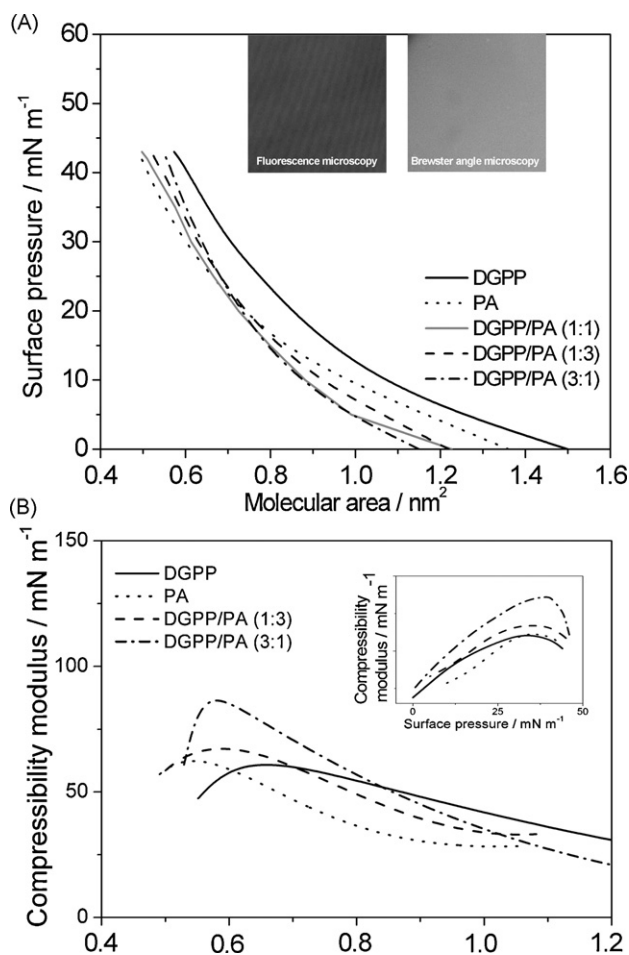 (A)
60
50
40
30
20
10
0
Surface pressure / mN m⁻¹
Fluorescence microscopy
Brewster angle microscopy
DGPP
PA
DGPP/PA (1:1)
DGPP/PA (1:3)
DGPP/PA (3:1)
0.4 0.6 0.8 1.0 1.2 1.4 1.6
Molecular area / nm²
(B)
150
100
50
0
Compressibility modulus / mN m⁻¹
DGPP
PA
DGPP/PA (1:3)
DGPP/PA (3:1)
Compressibility
modulus / mN m⁻¹
0 25 50
Surface pressure / mN m⁻¹
0.4 0.6 0.8 1.0 1.2